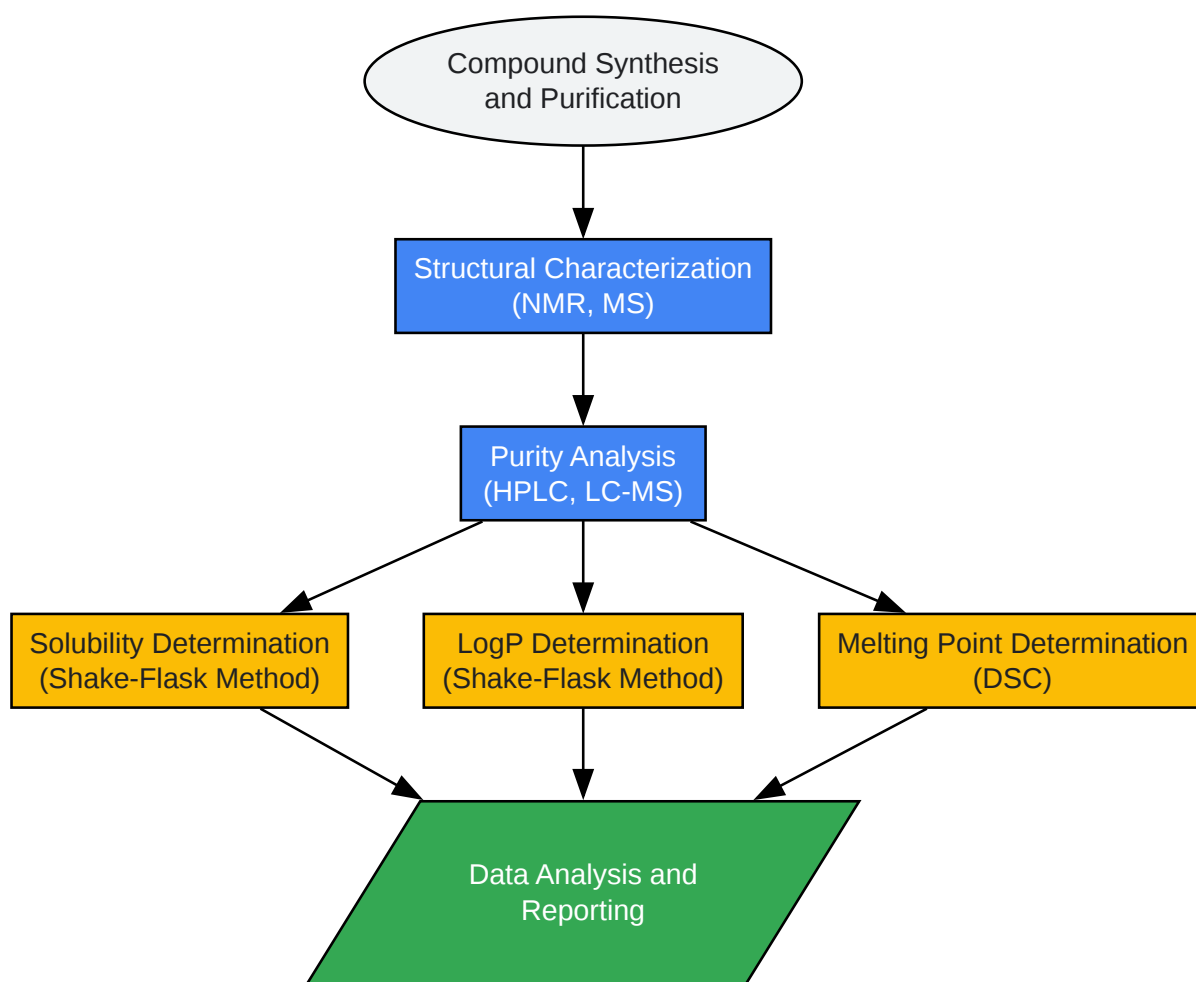 Compound Synthesis
and Purification
Structural Characterization
(NMR, MS)
Purity Analysis
(HPLC, LC-MS)
Solubility Determination
(Shake-Flask Method)
LogP Determination
(Shake-Flask Method)
Melting Point Determination
(DSC)
Data Analysis and
Reporting